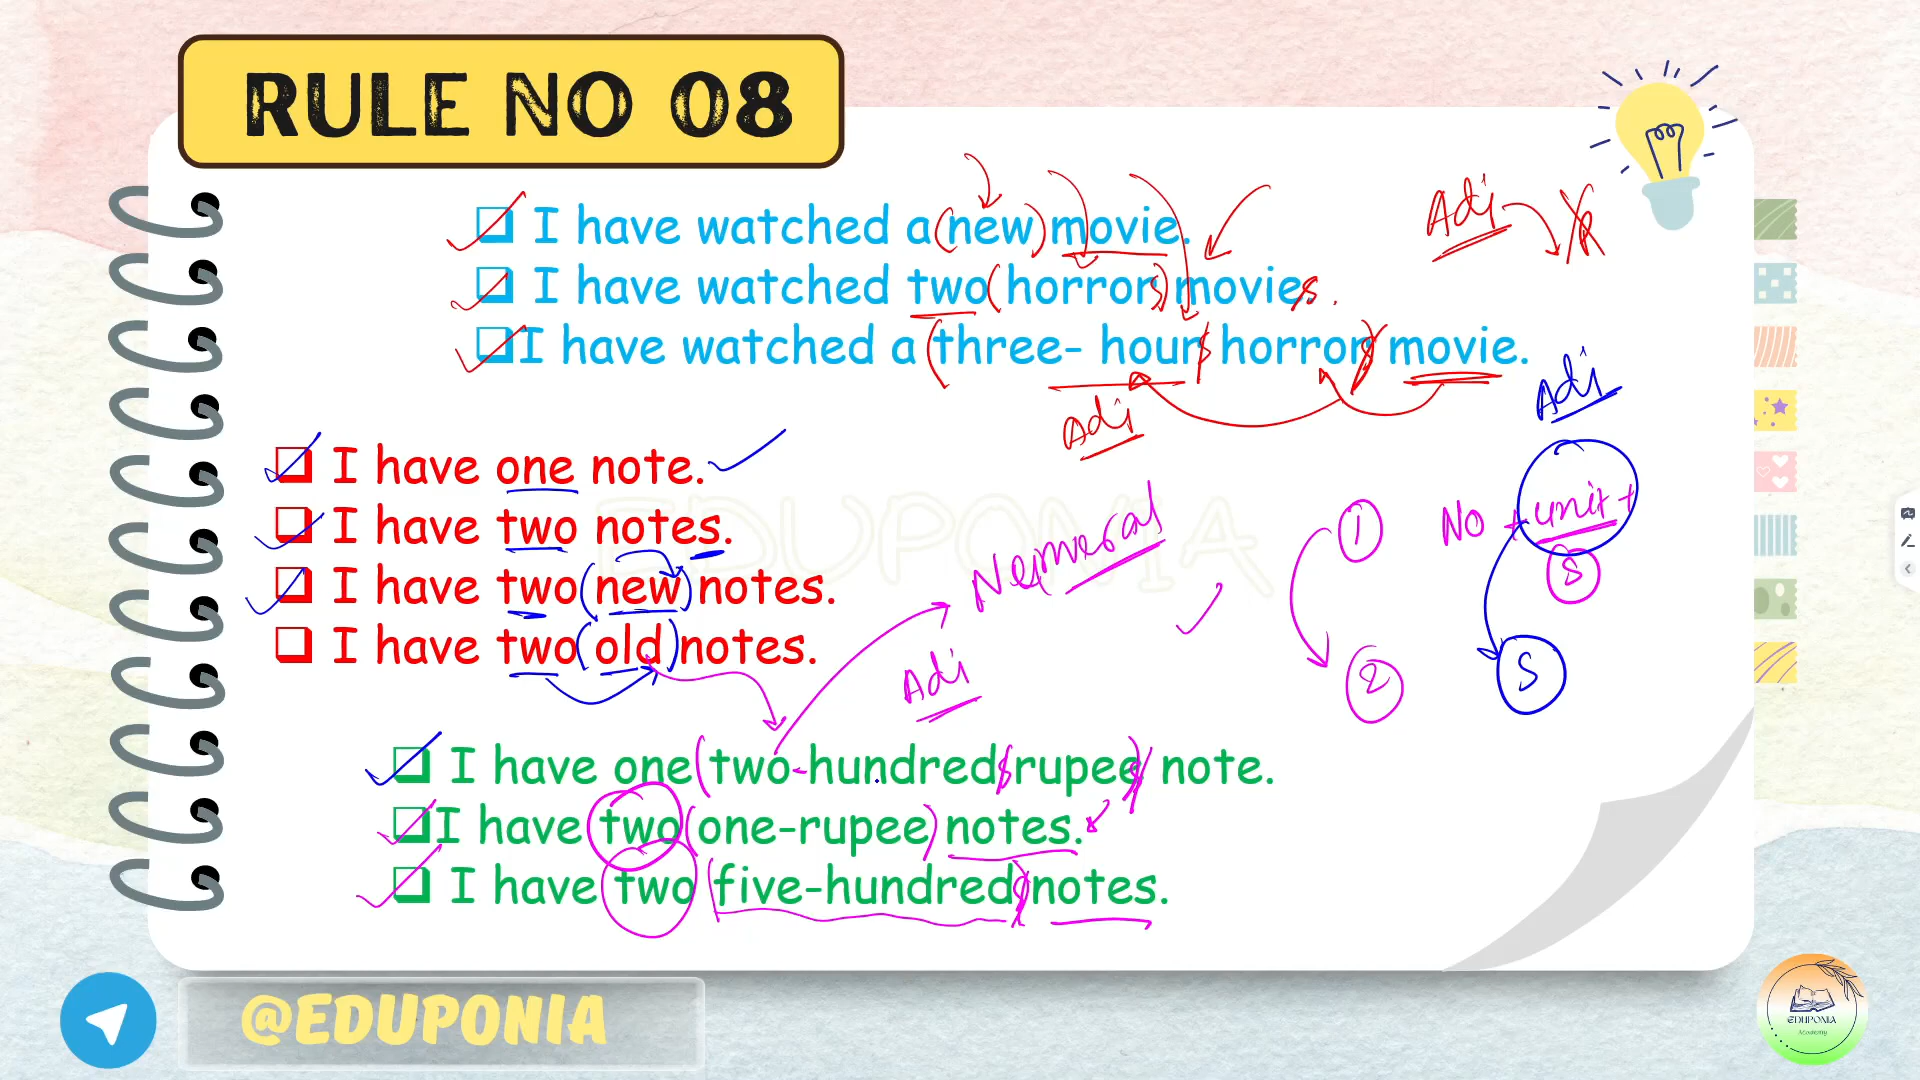 RULE NO 08
I have watched a (new) movie.
I have watched two (horror s) movies.
I have watched a (three- hour s horror s) movie.
Adj
Adj
Adj
I have one note.
I have two notes.
I have two (new) notes.
I have two (old) notes.
EDUPONIA
Numeral
Adj
1
2
No + unit +
S
S
I have one (two-hundred s rupee s) note.
I have two (one-rupee) notes.
I have two (five-hundred s notes.
@EDUPONIA
EDUPONIA
Academy